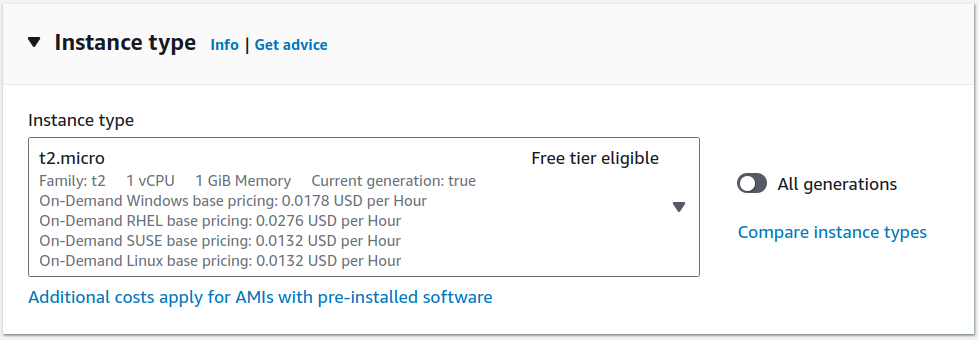 Instance type Info | Get advice
Instance type
t2.micro Free tier eligible
Family: t2 1 vCPU 1 GiB Memory Current generation: true
On-Demand Windows base pricing: 0.0178 USD per Hour
On-Demand RHEL base pricing: 0.0276 USD per Hour
On-Demand SUSE base pricing: 0.0132 USD per Hour
On-Demand Linux base pricing: 0.0132 USD per Hour
All generations
Compare instance types
Additional costs apply for AMIs with pre-installed software